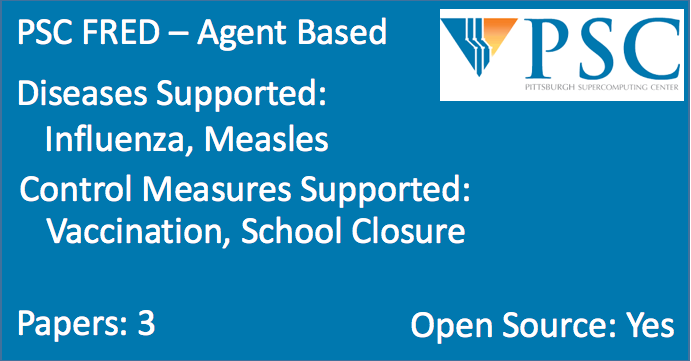 PSC FRED – Agent Based
PSC
PITTSBURGH SUPERCOMPUTING CENTER
Diseases Supported:
Influenza, Measles
Control Measures Supported:
Vaccination, School Closure
Papers: 3
Open Source: Yes